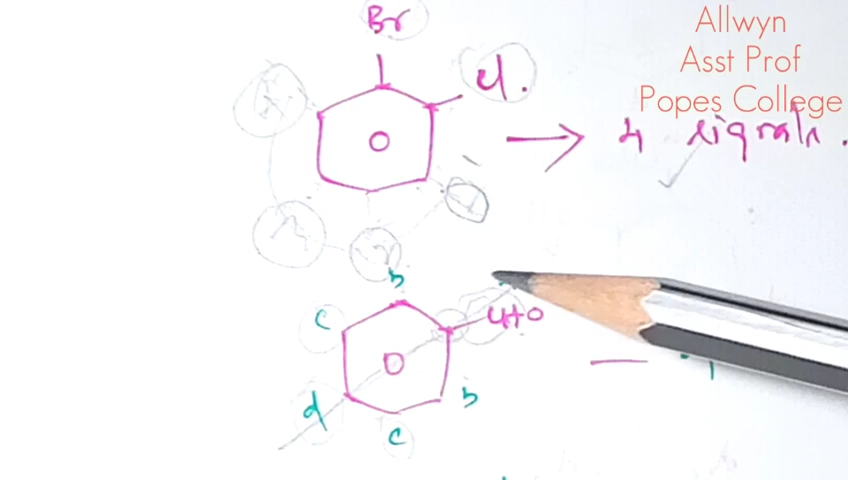 Allwyn
Asst Prof
Popes College
Br
Cl.
4 signals.
b
c
CHO
d
b
c